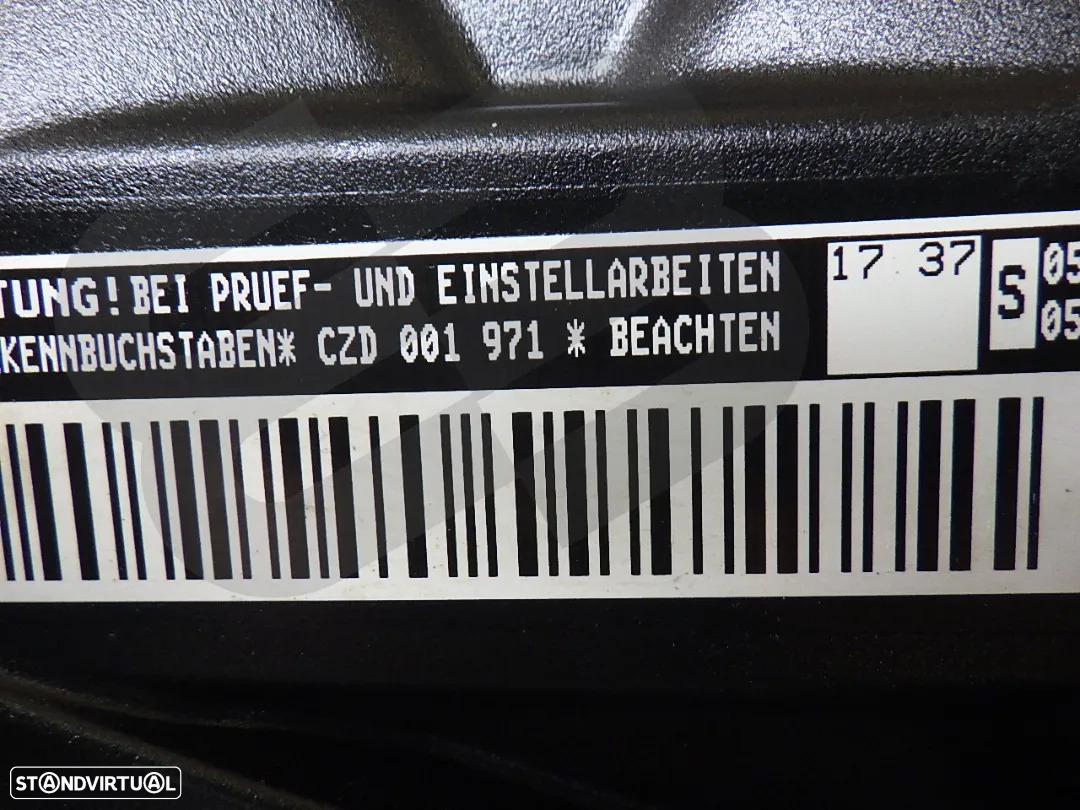 TUNG! BEI PRUEF- UND EINSTELLARBEITEN
KENNBUCHSTABEN* CZD 001 971 * BEACHTEN
17 37
S
05
05
STANDVIRTUAL